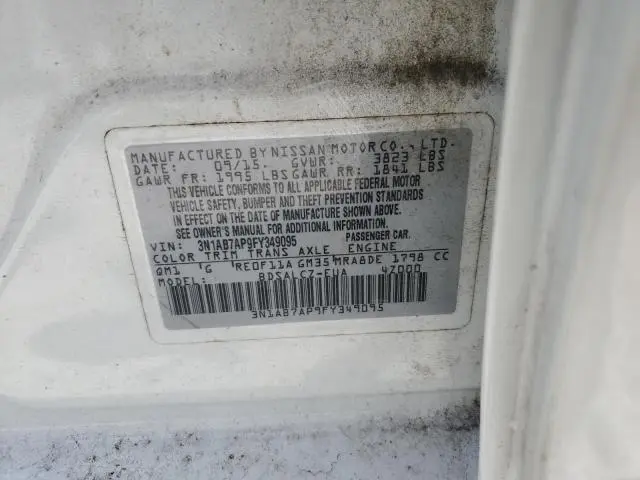 MANUFACTURED BY NISSAN MOTOR CO., LTD.
DATE: 09/15 GVWR: 3823 LBS
GAWR FR: 1995 LBS GAWR RR: 1841 LBS
THIS VEHICLE CONFORMS TO ALL APPLICABLE FEDERAL MOTOR
VEHICLE SAFETY, BUMPER AND THEFT PREVENTION STANDARDS
IN EFFECT ON THE DATE OF MANUFACTURE SHOWN ABOVE.
SEE OWNER'S MANUAL FOR ADDITIONAL INFORMATION.
VIN: 3N1AB7AP9FY349095 PASSENGER CAR.
COLOR TRIM TRANS AXLE ENGINE
QM1 'G 'RE0F11A GM35'MRA8DE 1798 CC
MODEL: BDSALCZ-EUA 47000
3N1AB7AP9FY349095